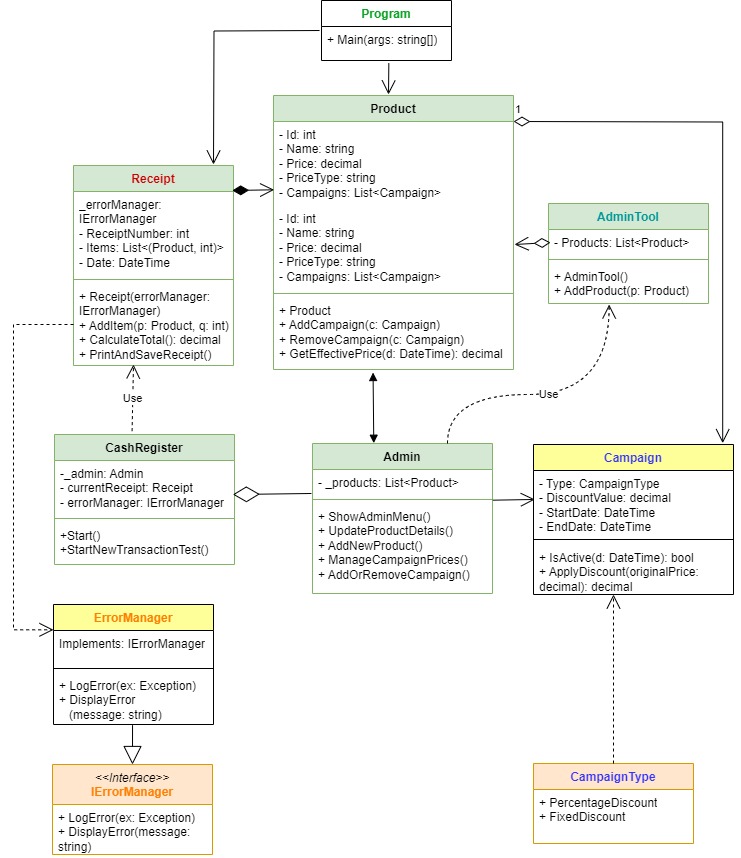 Program
+ Main(args: string[])
Product
1
- Id: int
- Name: string
- Price: decimal
- PriceType: string
- Campaigns: List<Campaign>
- Id: int
- Name: string
- Price: decimal
- PriceType: string
- Campaigns: List<Campaign>
+ Product
+ AddCampaign(c: Campaign)
+ RemoveCampaign(c: Campaign)
+ GetEffectivePrice(d: DateTime): decimal
Receipt
_errorManager:
IErrorManager
- ReceiptNumber: int
- Items: List<(Product, int)>
- Date: DateTime
+ Receipt(errorManager:
IErrorManager)
+ AddItem(p: Product, q: int)
+ CalculateTotal(): decimal
+ PrintAndSaveReceipt()
AdminTool
- Products: List<Product>
+ AdminTool()
+ AddProduct(p: Product)
Use
Use
CashRegister
-_admin: Admin
- currentReceipt: Receipt
- errorManager: IErrorManager
+Start()
+StartNewTransactionTest()
Admin
- _products: List<Product>
+ ShowAdminMenu()
+ UpdateProductDetails()
+ AddNewProduct()
+ ManageCampaignPrices()
+ AddOrRemoveCampaign()
Campaign
- Type: CampaignType
- DiscountValue: decimal
- StartDate: DateTime
- EndDate: DateTime
+ IsActive(d: DateTime): bool
+ ApplyDiscount(originalPrice:
decimal): decimal
ErrorManager
Implements: IErrorManager
+ LogError(ex: Exception)
+ DisplayError
(message: string)
<<Interface>>
IErrorManager
+ LogError(ex: Exception)
+ DisplayError(message:
string)
CampaignType
+ PercentageDiscount
+ FixedDiscount